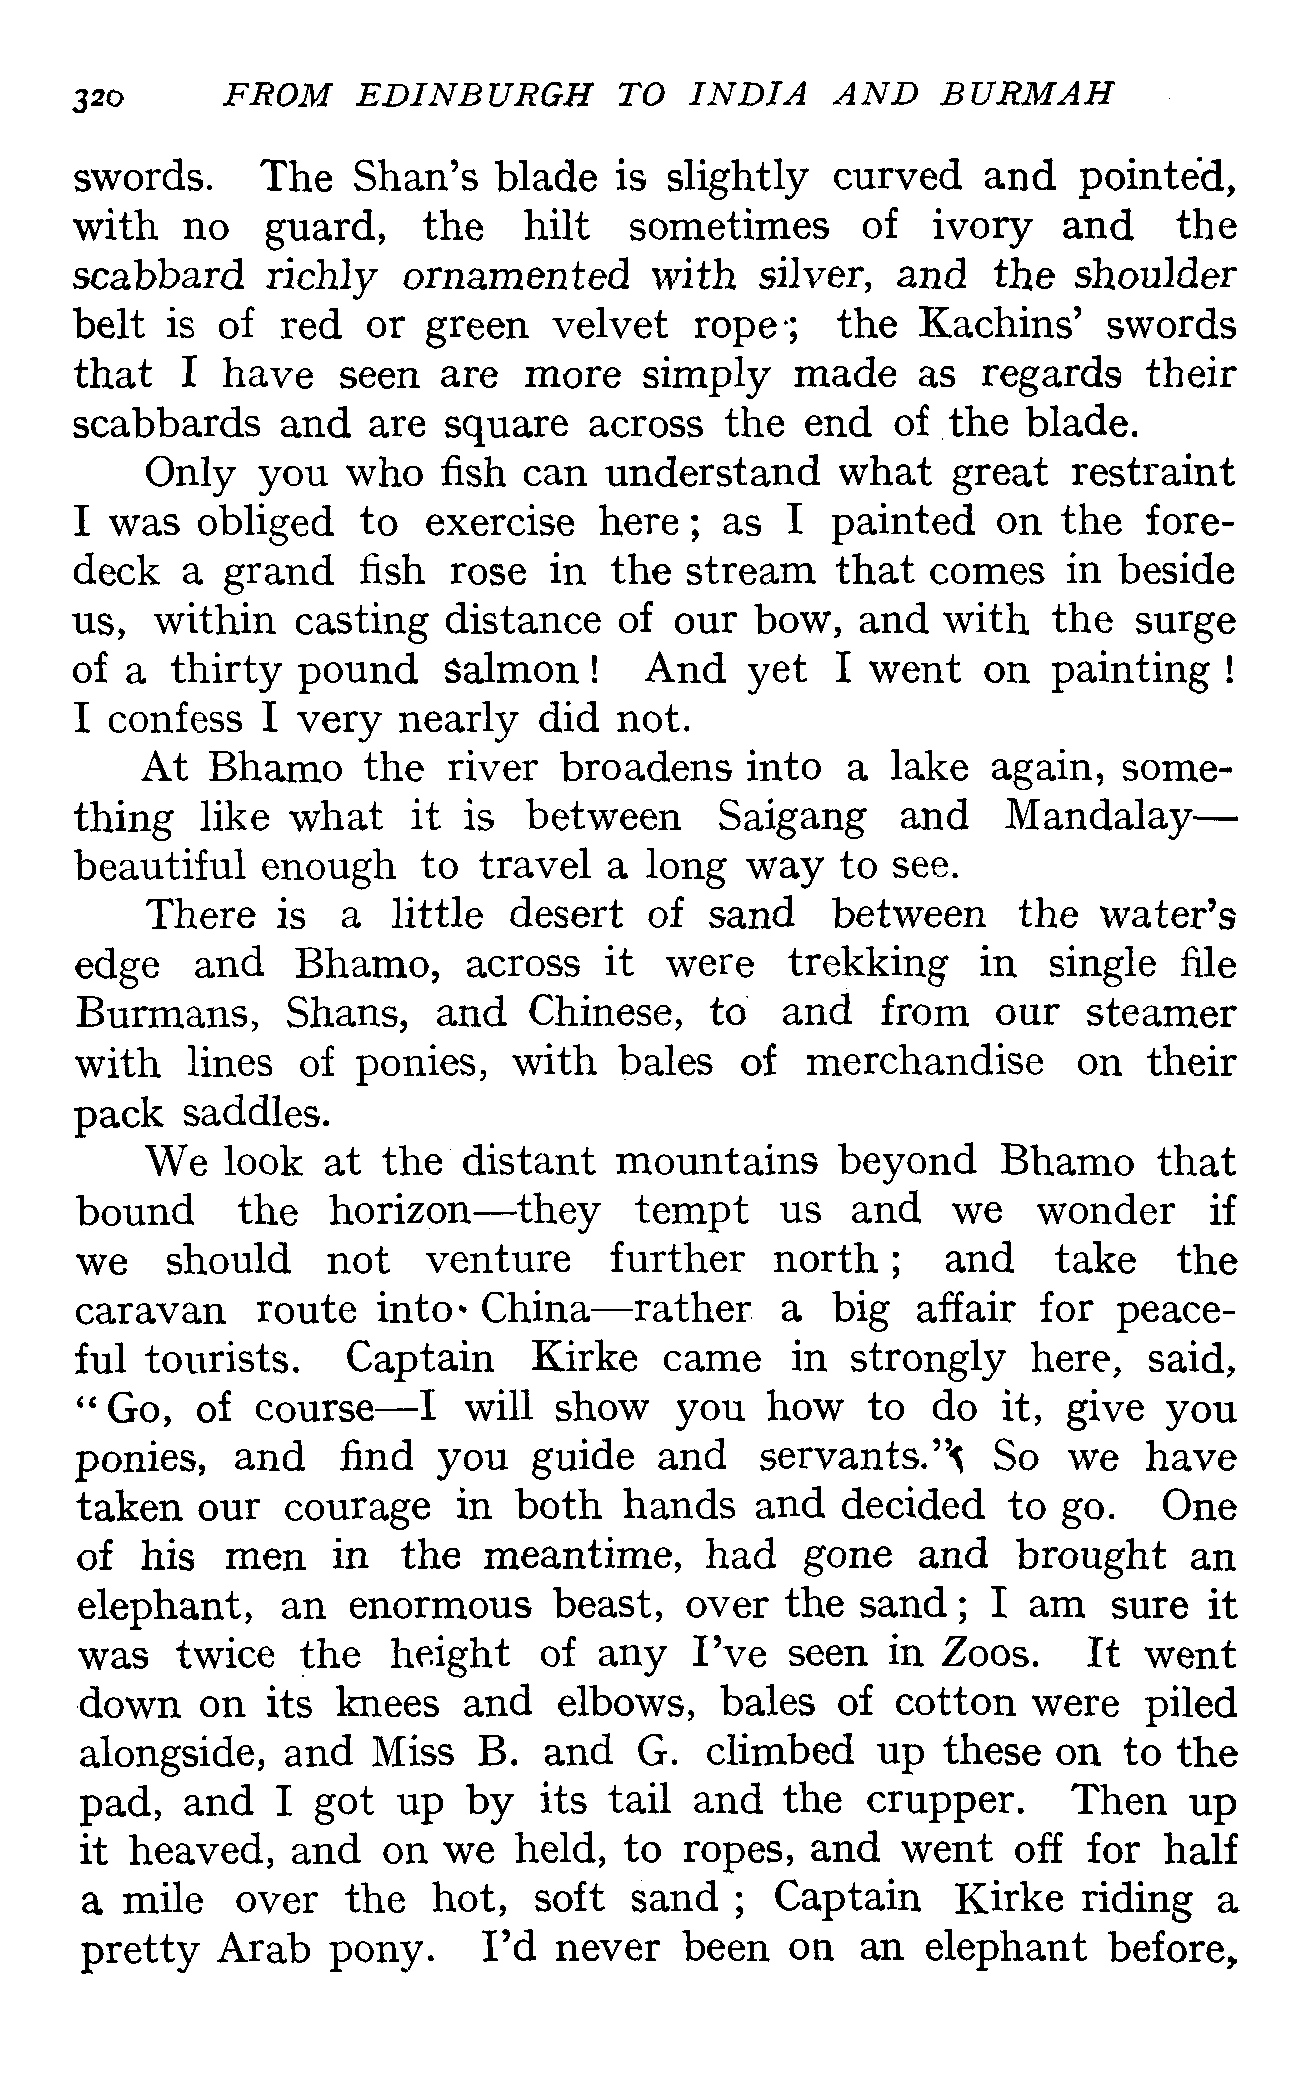 320 FROM EDINBURGH TO INDIA AND BURMAH
swords. The Shan's blade is slightly curved and pointed,
with no guard, the hilt sometimes of ivory and the
scabbard richly ornamented with silver, and the shoulder
belt is of red or green velvet rope; the Kachins' swords
that I have seen are more simply made as regards their
scabbards and are square across the end of the blade.
Only you who fish can understand what great restraint
I was obliged to exercise here; as I painted on the fore-
deck a grand fish rose in the stream that comes in beside
us, within casting distance of our bow, and with the surge
of a thirty pound salmon! And yet I went on painting!
I confess I very nearly did not.
At Bhamo the river broadens into a lake again, some-
thing like what it is between Saigang and Mandalay—
beautiful enough to travel a long way to see.
There is a little desert of sand between the water's
edge and Bhamo, across it were trekking in single file
Burmans, Shans, and Chinese, to and from our steamer
with lines of ponies, with bales of merchandise on their
pack saddles.
We look at the distant mountains beyond Bhamo that
bound the horizon—they tempt us and we wonder if
we should not venture further north; and take the
caravan route into China—rather a big affair for peace-
ful tourists. Captain Kirke came in strongly here, said,
"Go, of course—I will show you how to do it, give you
ponies, and find you guide and servants." So we have
taken our courage in both hands and decided to go. One
of his men in the meantime, had gone and brought an
elephant, an enormous beast, over the sand; I am sure it
was twice the height of any I've seen in Zoos. It went
down on its knees and elbows, bales of cotton were piled
alongside, and Miss B. and G. climbed up these on to the
pad, and I got up by its tail and the crupper. Then up
it heaved, and on we held, to ropes, and went off for half
a mile over the hot, soft sand; Captain Kirke riding a
pretty Arab pony. I'd never been on an elephant before,